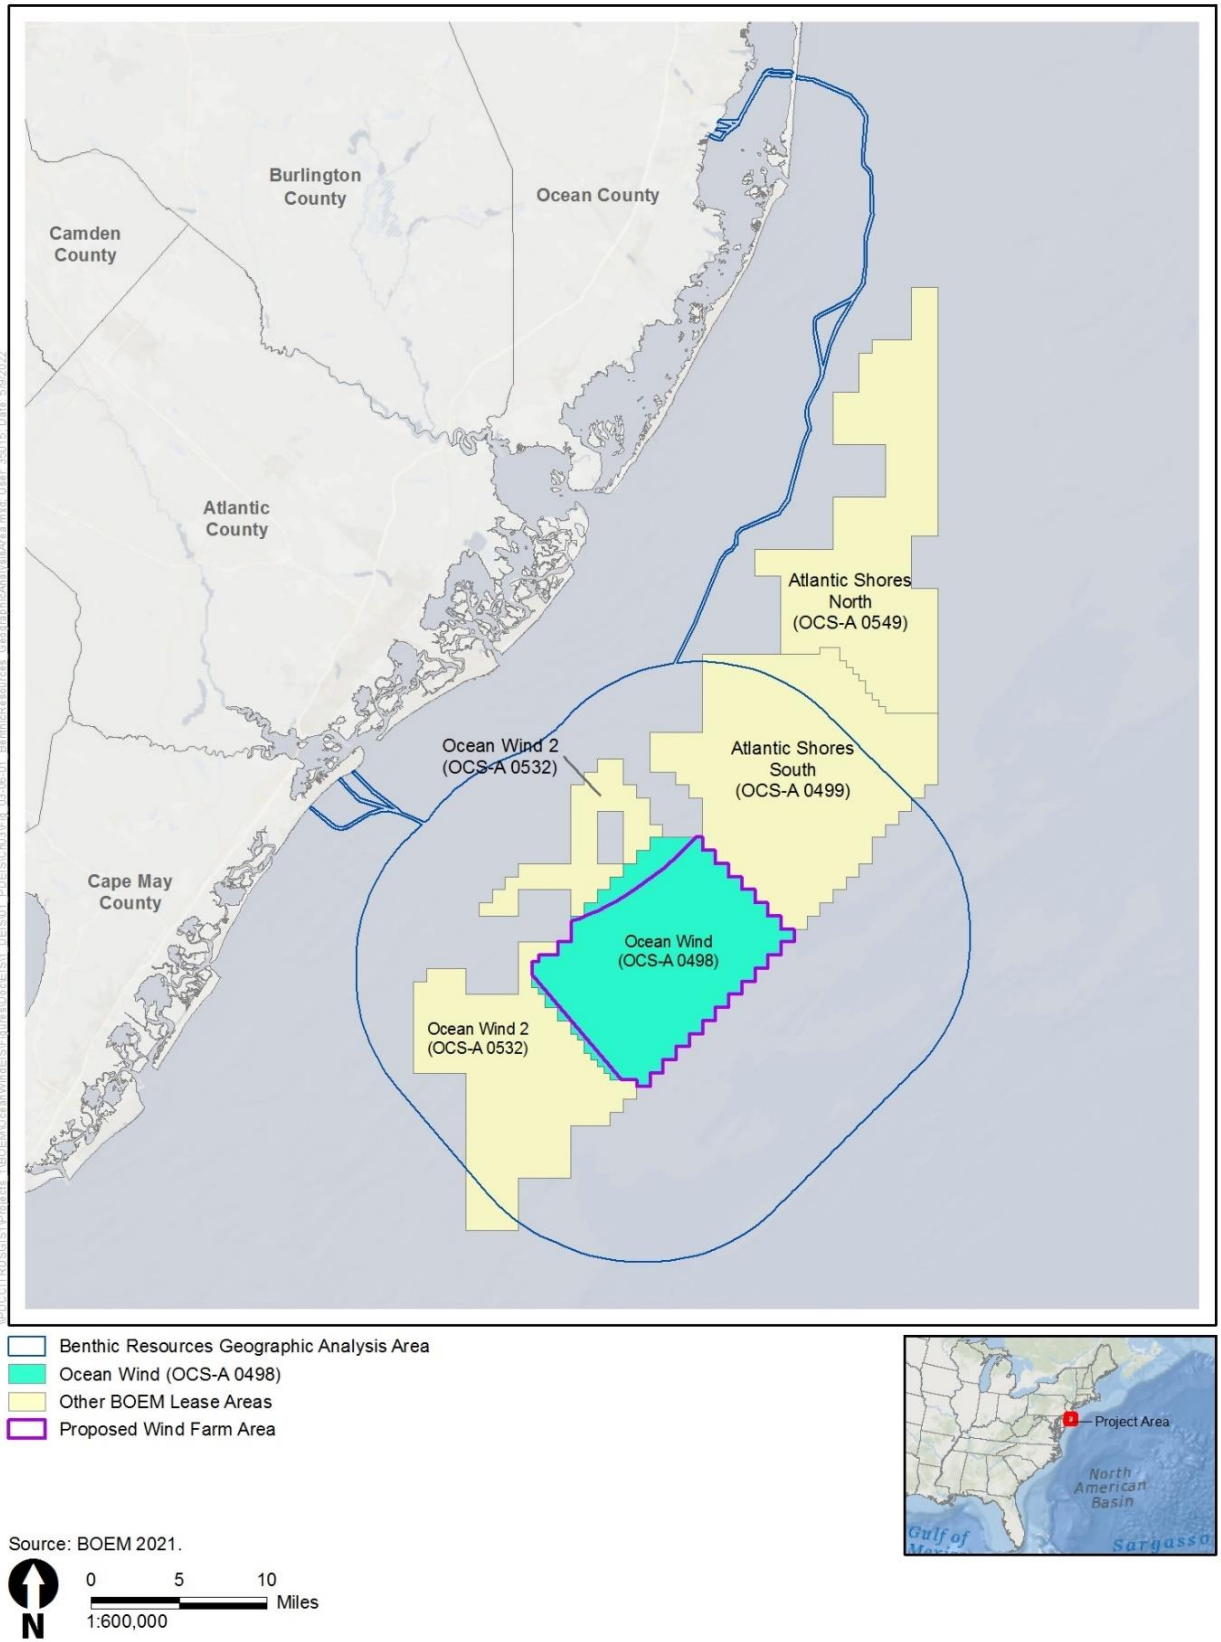 Burlington
County
Ocean County
Camden
County
Atlantic
County
Atlantic Shores
North
(OCS-A 0549)
Ocean Wind 2
(OCS-A 0532)
Atlantic Shores
South
(OCS-A 0499)
Cape May
County
Ocean Wind
(OCS-A 0498)
Ocean Wind 2
(OCS-A 0532)
Benthic Resources Geographic Analysis Area
Ocean Wind (OCS-A 0498)
Other BOEM Lease Areas
Proposed Wind Farm Area
Project Area
North
American
Basin
Gulf of
Sargasso
Source: BOEM 2021.
0 5 10
Miles
1:600,000
N